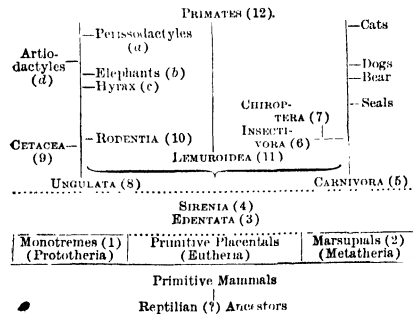 PRIMATES (12).
Cats
Perissodactyles
(a)
Artio-
dactyles
(d)
Elephants (b)
Hyrax (c)
Dogs
Bear
Seals
CHIROP-
TERA (7)
INSECTI-
VORA (6)
RODENTIA (10)
CETACEA
(9)
LEMUROIDEA (11)
UNGULATA (8)
CARNIVORA (5)
SIRENIA (4)
EDENTATA (3)
Monotremes (1)
(Prototheria)
Primitive Placentals
(Eutheria)
Marsupials (2)
(Metatheria)
Primitive Mammals
Reptilian (?) Ancestors